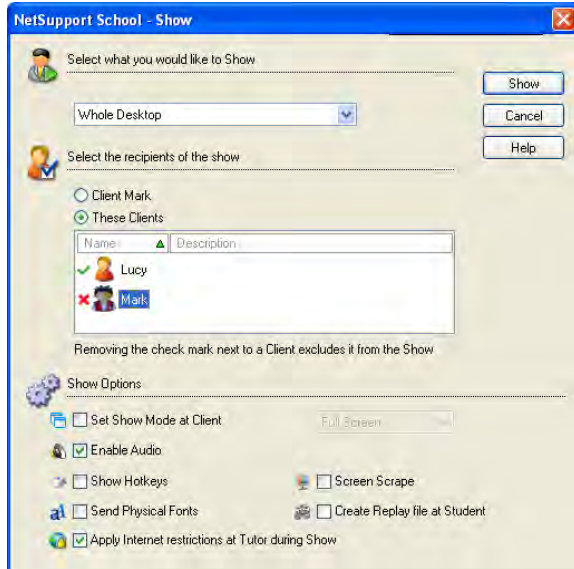 NetSupport School - Show
Select what you would like to Show
Show
Whole Desktop
Cancel
Help
Select the recipients of the show
Client Mark
These Clients
Name Description
Lucy
Mark
Removing the check mark next to a Client excludes it from the Show
Show Options
Set Show Mode at Client Full Screen
Enable Audio
Show Hotkeys Screen Scrape
Send Physical Fonts Create Replay file at Student
Apply Internet restrictions at Tutor during Show